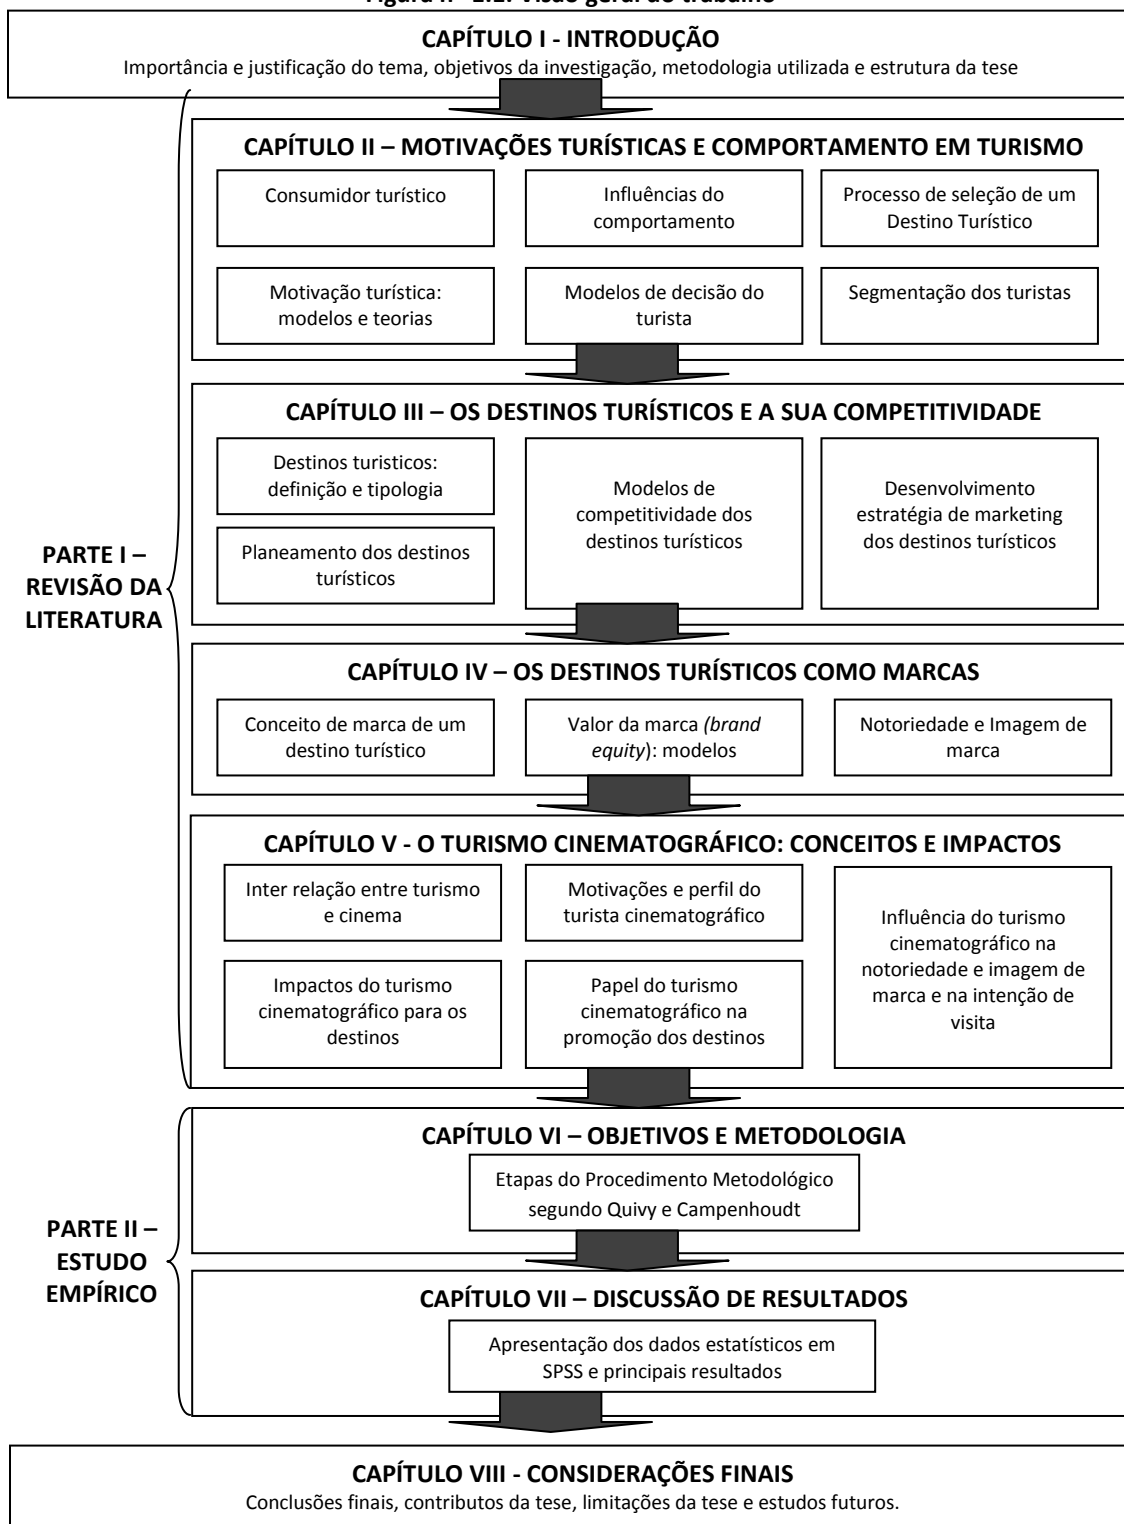 CAPÍTULO I - INTRODUÇÃO
Importância e justificação do tema, objetivos da investigação, metodologia utilizada e estrutura da tese
CAPÍTULO II – MOTIVAÇÕES TURÍSTICAS E COMPORTAMENTO EM TURISMO
Consumidor turístico
Influências do
comportamento
Processo de seleção de um
Destino Turístico
Motivação turística:
modelos e teorias
Modelos de decisão do
turista
Segmentação dos turistas
CAPÍTULO III – OS DESTINOS TURÍSTICOS E A SUA COMPETITIVIDADE
Destinos turisticos:
definição e tipologia
Planeamento dos destinos
turísticos
Modelos de
competitividade dos
destinos turísticos
Desenvolvimento
estratégia de marketing
dos destinos turísticos
PARTE I –
REVISÃO DA
LITERATURA
CAPÍTULO IV – OS DESTINOS TURÍSTICOS COMO MARCAS
Conceito de marca de um
destino turístico
Valor da marca (brand
equity): modelos
Notoriedade e Imagem de
marca
CAPÍTULO V - O TURISMO CINEMATOGRÁFICO: CONCEITOS E IMPACTOS
Inter relação entre turismo
e cinema
Motivações e perfil do
turista cinematográfico
Impactos do turismo
cinematográfico para os
destinos
Papel do turismo
cinematográfico na
promoção dos destinos
Influência do turismo
cinematográfico na
notoriedade e imagem de
marca e na intenção de
visita
CAPÍTULO VI – OBJETIVOS E METODOLOGIA
Etapas do Procedimento Metodológico
segundo Quivy e Campenhoudt
PARTE II –
ESTUDO
EMPÍRICO
CAPÍTULO VII – DISCUSSÃO DE RESULTADOS
Apresentação dos dados estatísticos em
SPSS e principais resultados
CAPÍTULO VIII - CONSIDERAÇÕES FINAIS
Conclusões finais, contributos da tese, limitações da tese e estudos futuros.